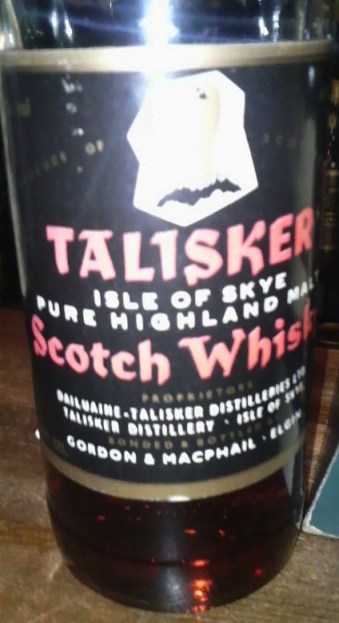 TALISKER
ISLE OF SKYE
PURE HIGHLAND MALT
Scotch Whisk
PROPRIETORS
DAILUAINE-TALISKER DISTILLERIES LTD
TALISKER DISTILLERY · ISLE OF SKYE
BONDED & BOTTLED
GORDON & MACPHAIL · ELGIN